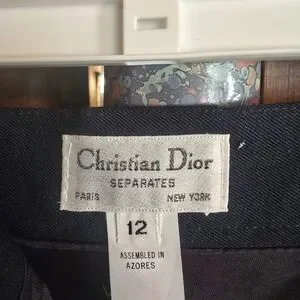 Christian Dior
SEPARATES
PARIS NEW YORK
12
ASSEMBLED IN
AZORES